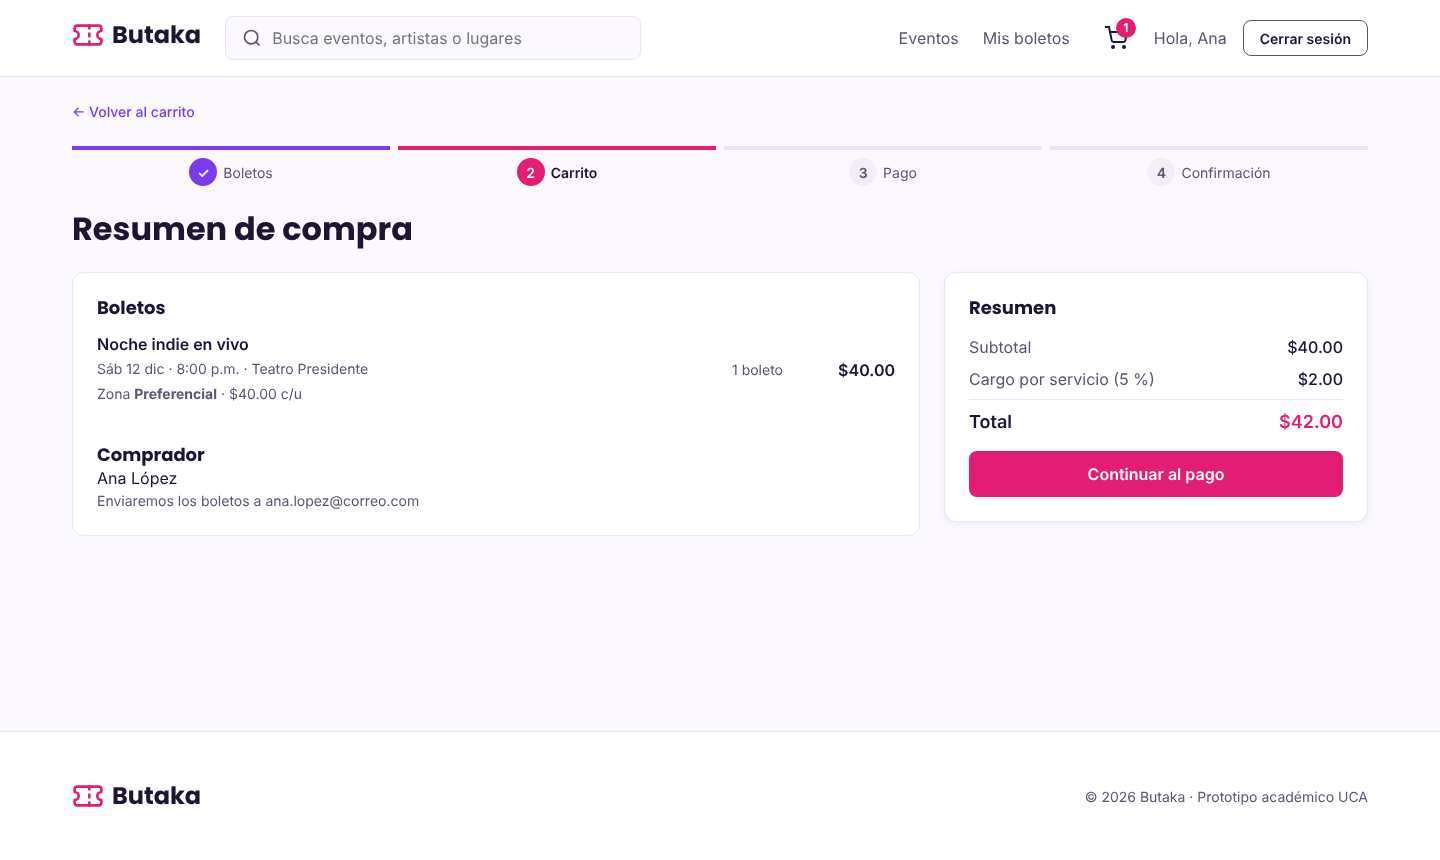 Butaka
Busca eventos, artistas o lugares
Eventos
Mis boletos
1
Hola, Ana
Cerrar sesión
← Volver al carrito
Boletos
2 Carrito
3 Pago
4 Confirmación
Resumen de compra
Boletos
Noche indie en vivo
Sáb 12 dic · 8:00 p.m. · Teatro Presidente
Zona Preferencial · $40.00 c/u
1 boleto
$40.00
Comprador
Ana López
Enviaremos los boletos a ana.lopez@correo.com
Resumen
Subtotal $40.00
Cargo por servicio (5 %) $2.00
Total $42.00
Continuar al pago
Butaka
© 2026 Butaka · Prototipo académico UCA